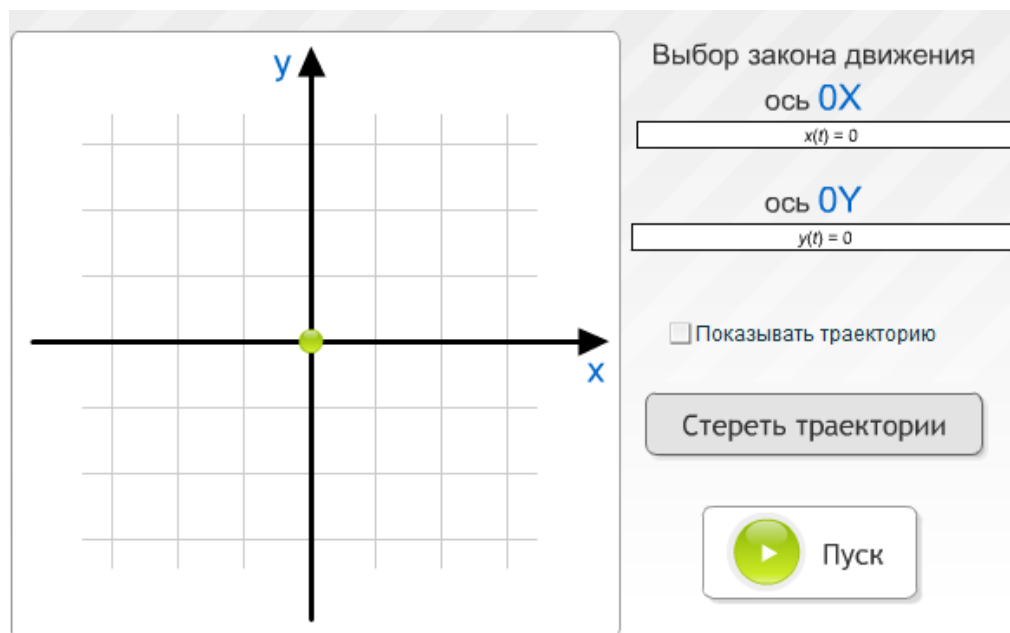 y
x
Выбор закона движения
ось 0X
x(t) = 0
ось 0Y
y(t) = 0
Показывать траекторию
Стереть траектории
Пуск